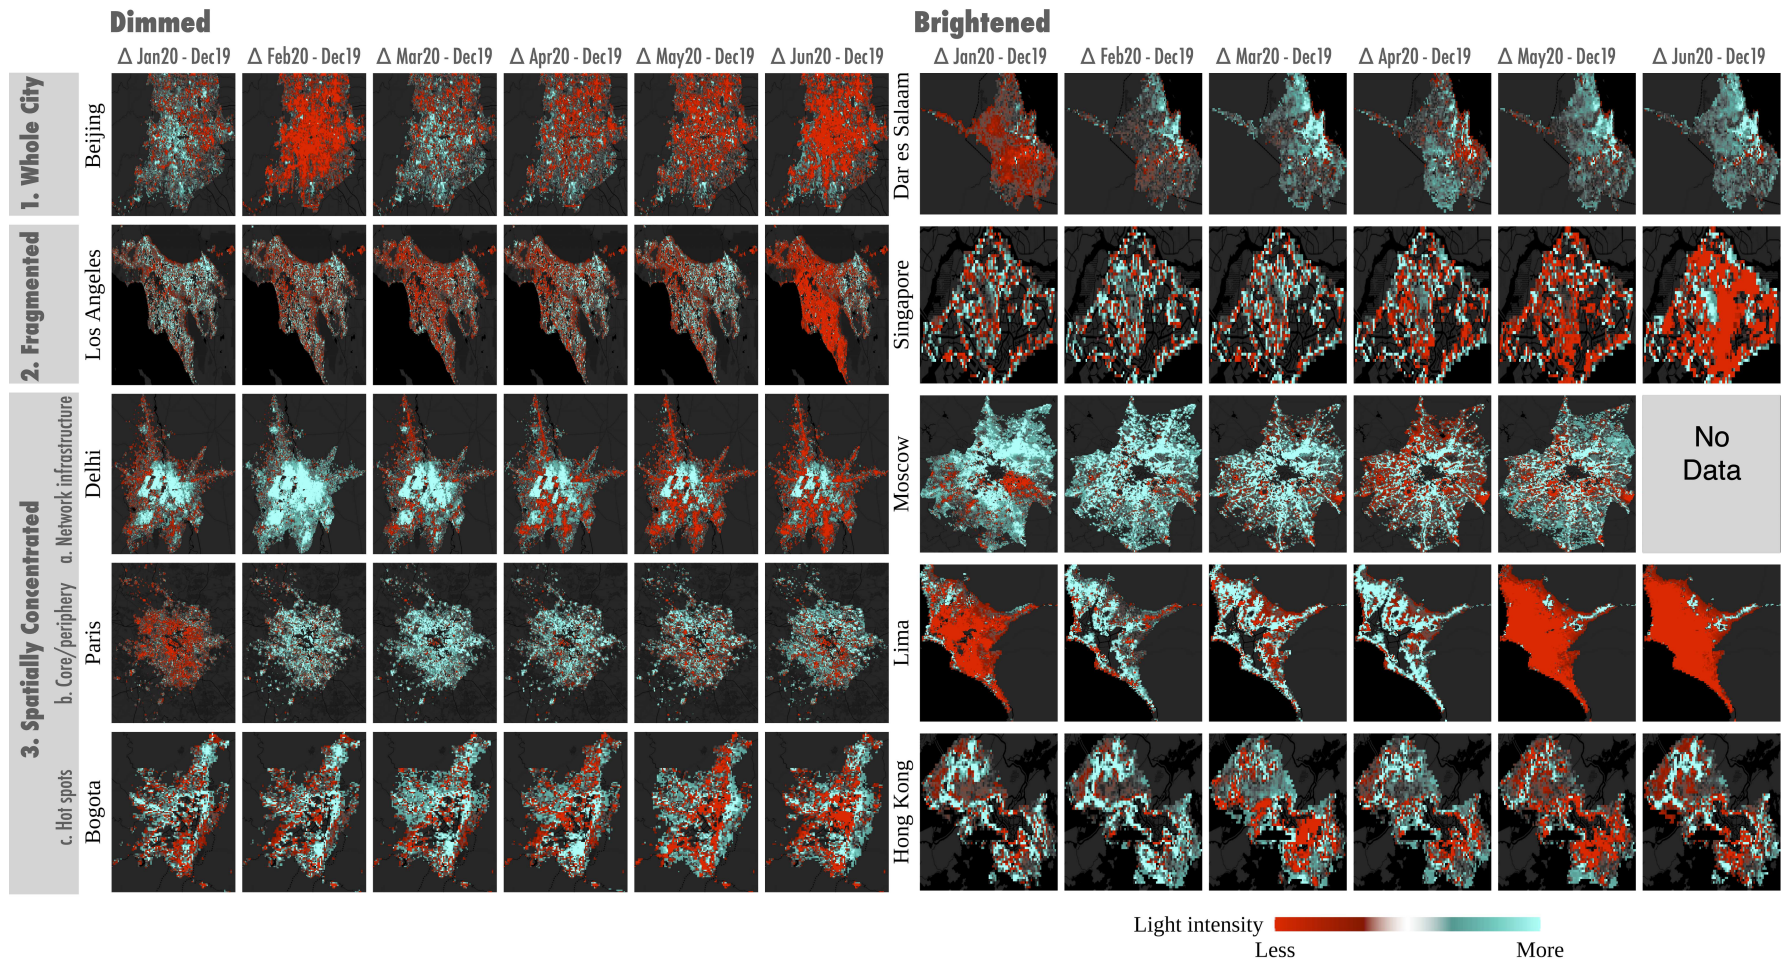 Dimmed
Brightened
Δ Jan20 - Dec19
Δ Feb20 - Dec19
Δ Mar20 - Dec19
Δ Apr20 - Dec19
Δ May20 - Dec19
Δ Jun20 - Dec19
Δ Jan20 - Dec19
Δ Feb20 - Dec19
Δ Mar20 - Dec19
Δ Apr20 - Dec19
Δ May20 - Dec19
Δ Jun20 - Dec19
1. Whole City
Beijing
Dar es Salaam
2. Fragmented
Los Angeles
Singapore
3. Spatially Concentrated
a. Network infrastructure
Delhi
Moscow
No
Data
b. Core/periphery
Paris
Lima
c. Hot spots
Bogota
Hong Kong
Light intensity
Less
More